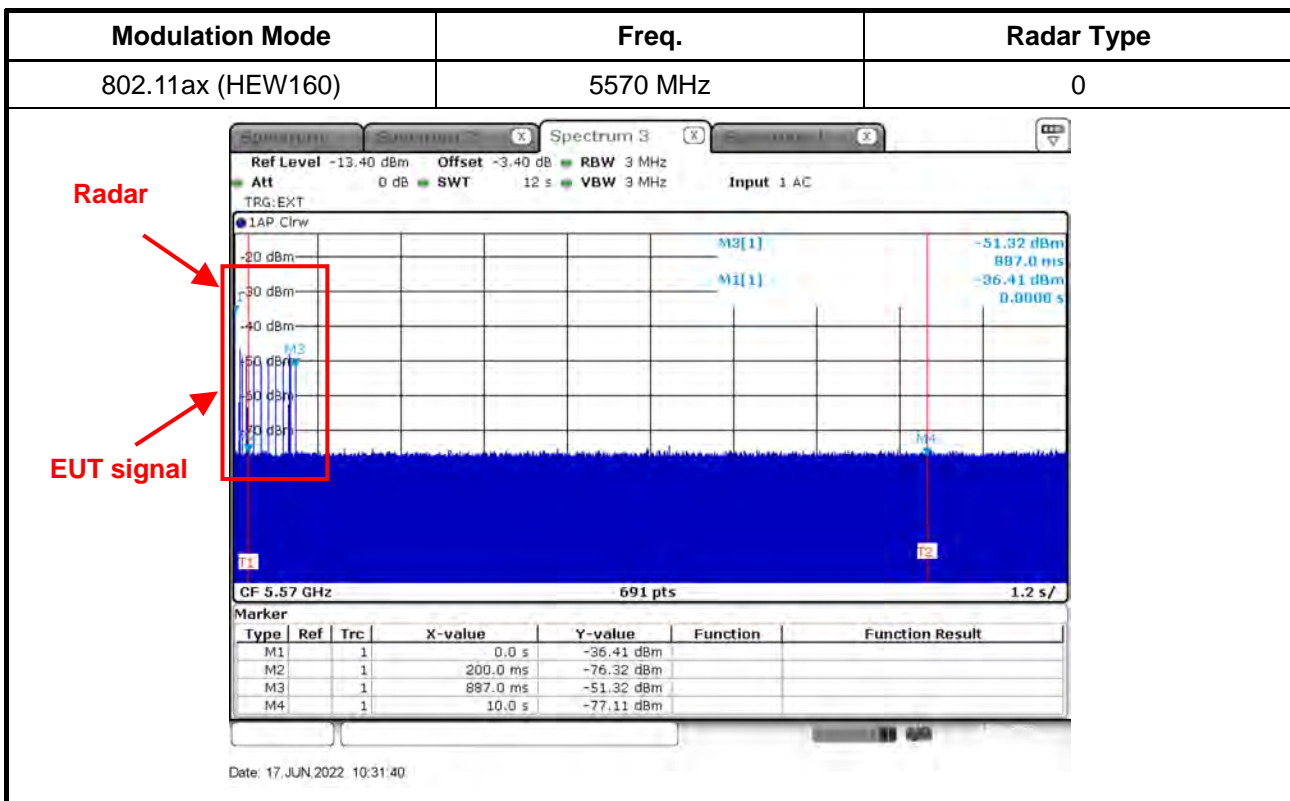 Modulation Mode Freq. Radar Type
802.11ax (HEW160) 5570 MHz 0
Spectrum 3
Ref Level -13.40 dBm Offset -3.40 dB RBW 3 MHz
Att 0 dB SWT 12 s VBW 3 MHz Input 1 AC
TRG:EXT
1AP Clrw
Radar
EUT signal
M3[1] -51.32 dBm
887.0 ms
M1[1] -36.41 dBm
0.0000 s
-20 dBm
-30 dBm
-40 dBm
M3
-50 dBm
-60 dBm
-70 dBm
M4
T1
T2
CF 5.57 GHz 691 pts 1.2 s/
Marker
Type Ref Trc X-value Y-value Function Function Result
M1 1 0.0 s -36.41 dBm
M2 1 200.0 ms -76.32 dBm
M3 1 887.0 ms -51.32 dBm
M4 1 10.0 s -77.11 dBm
Date: 17.JUN.2022 10:31:40